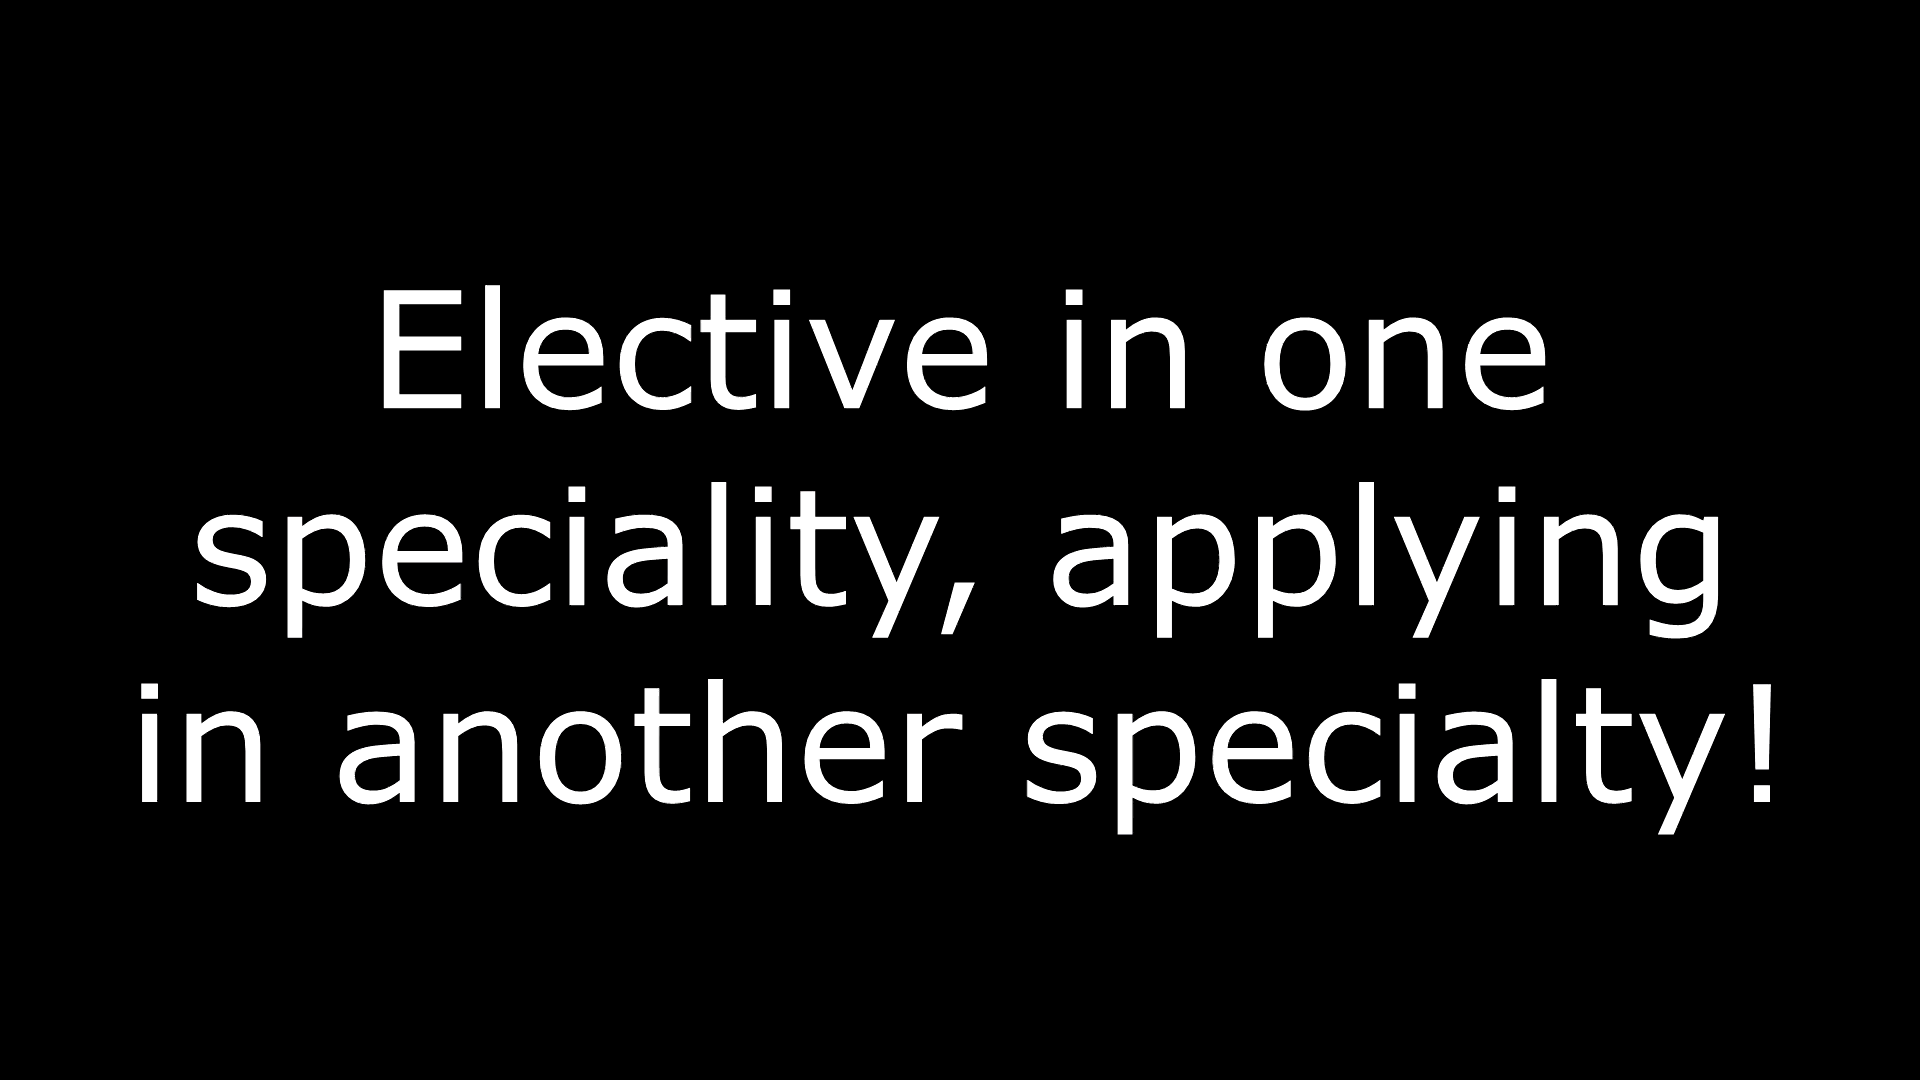 Elective in one
speciality, applying
in another specialty!